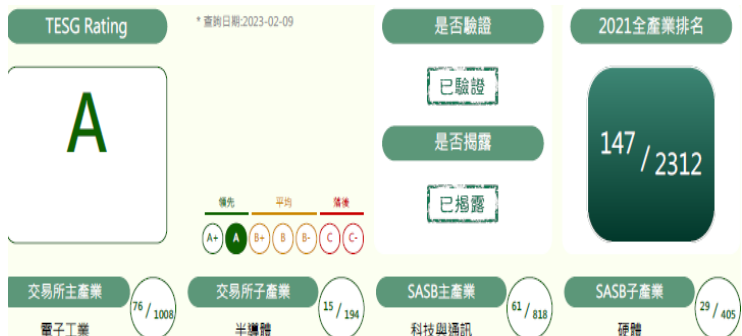 TESG Rating
* 查詢日期:2023-02-09
是否驗證
2021全產業排名
A
已驗證
147 / 2312
是否揭露
已揭露
領先 平均 落後
A+ A B+ B B- C C-
交易所主產業
76 / 1008
交易所子產業
15 / 194
SASB主產業
61 / 818
SASB子產業
29 / 405
電子工業
半導體
科技與通訊
硬體